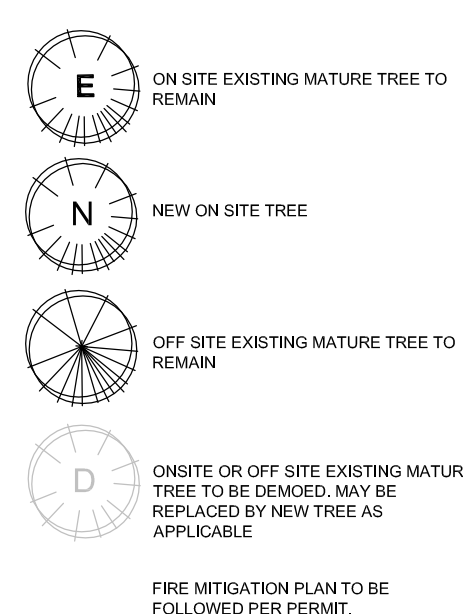 E
ON SITE EXISTING MATURE TREE TO
REMAIN
N
NEW ON SITE TREE
OFF SITE EXISTING MATURE TREE TO
REMAIN
D
ONSITE OR OFF SITE EXISTING MATUR
TREE TO BE DEMOED. MAY BE
REPLACED BY NEW TREE AS
APPLICABLE
FIRE MITIGATION PLAN TO BE
FOLLOWED PER PERMIT.